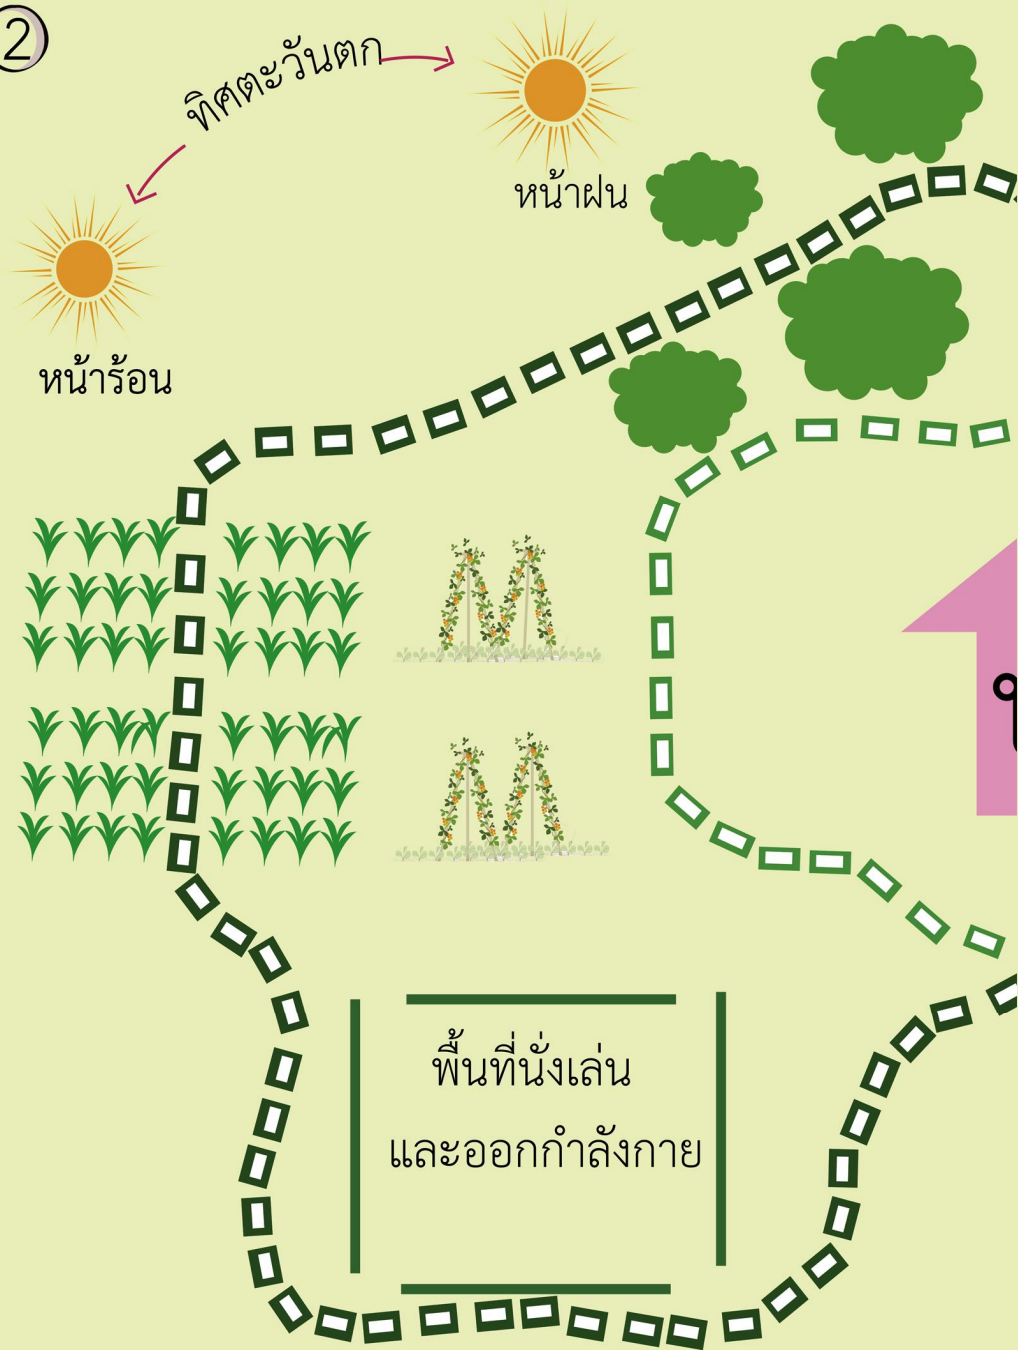 2
ทิศตะวันตก
หน้าฝน
หน้าร้อน
พื้นที่นั่งเล่น
และออกกำลังกาย